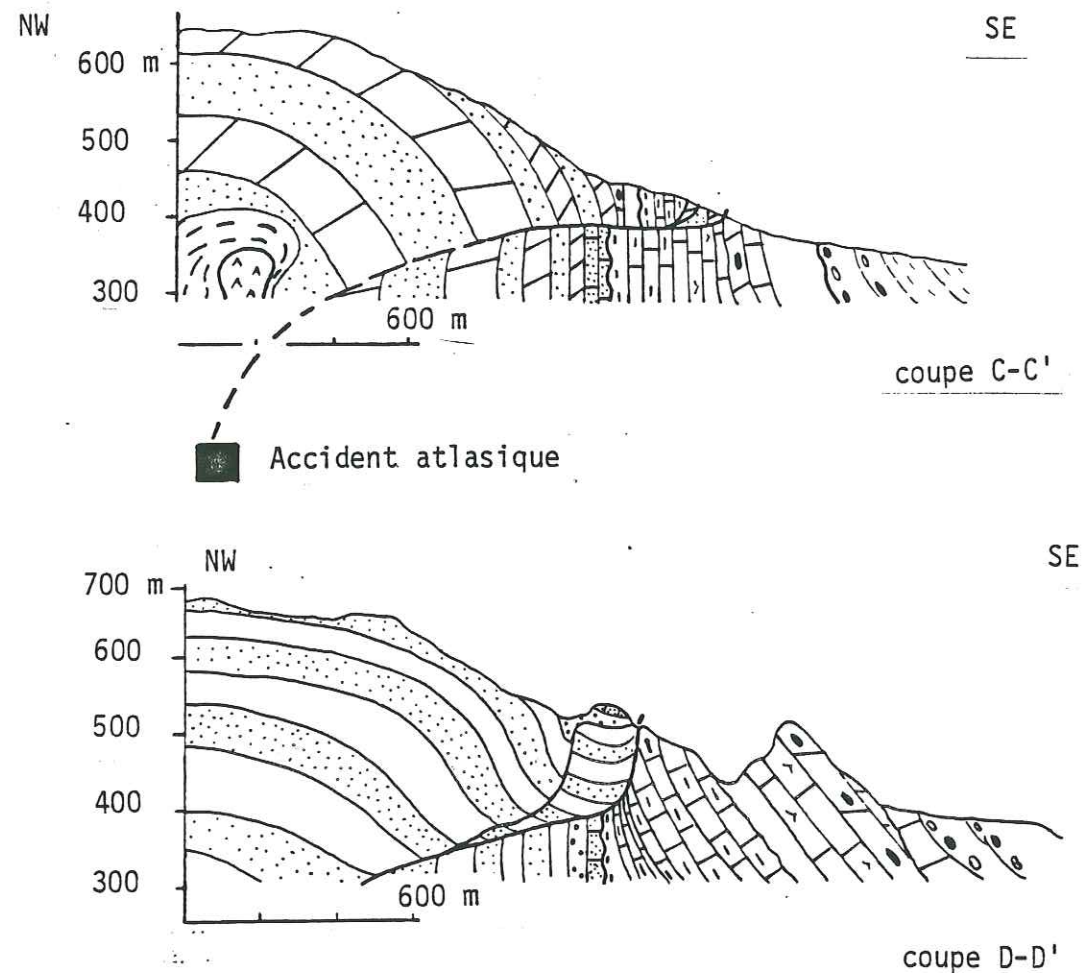 NW SE
600 m
500
400
300
600 m
coupe C-C'
Accident atlasique
NW SE
700 m
600
500
400
300
600 m
coupe D-D'